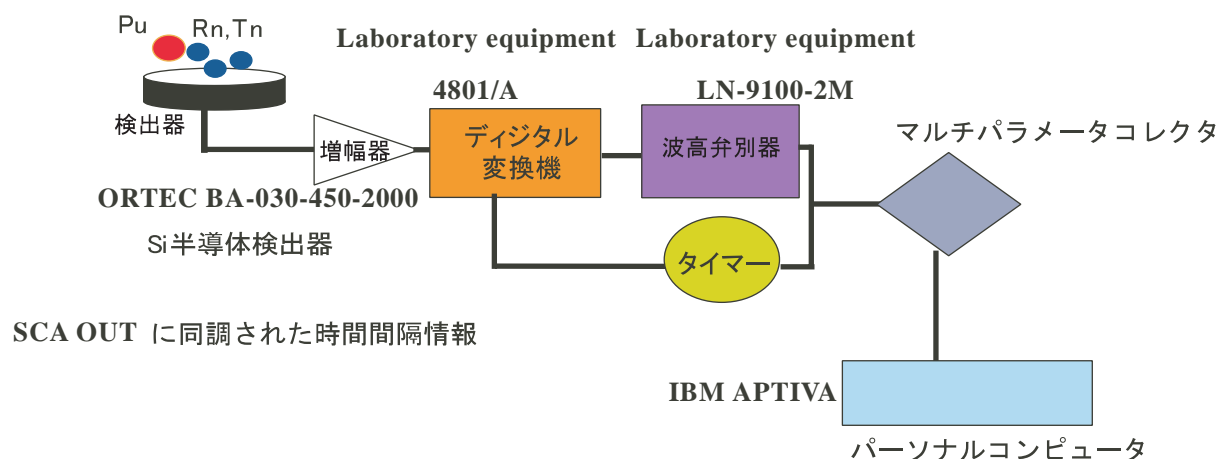 Pu
Rn,Tn
Laboratory equipment
Laboratory equipment
4801/A
LN-9100-2M
検出器
増幅器
ディジタル
変換機
波高弁別器
マルチパラメータコレクタ
ORTEC BA-030-450-2000
Si半導体検出器
タイマー
SCA OUT に同調された時間間隔情報
IBM APTIVA
パーソナルコンピュータ